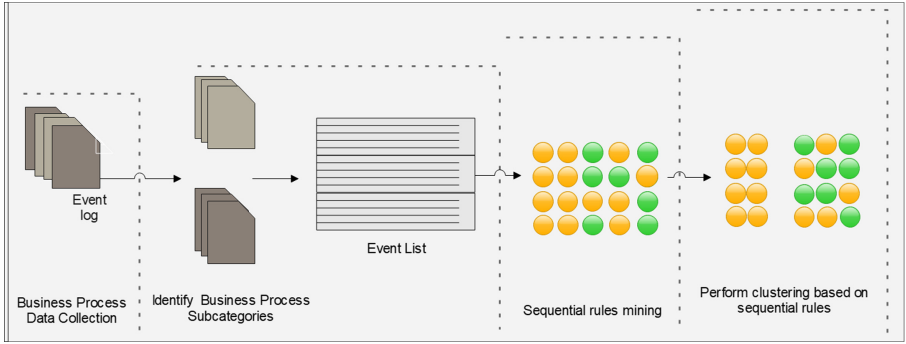 Event
log
Event List
Business Process
Data Collection
Identify Business Process
Subcategories
Sequential rules mining
Perform clustering based on
sequential rules